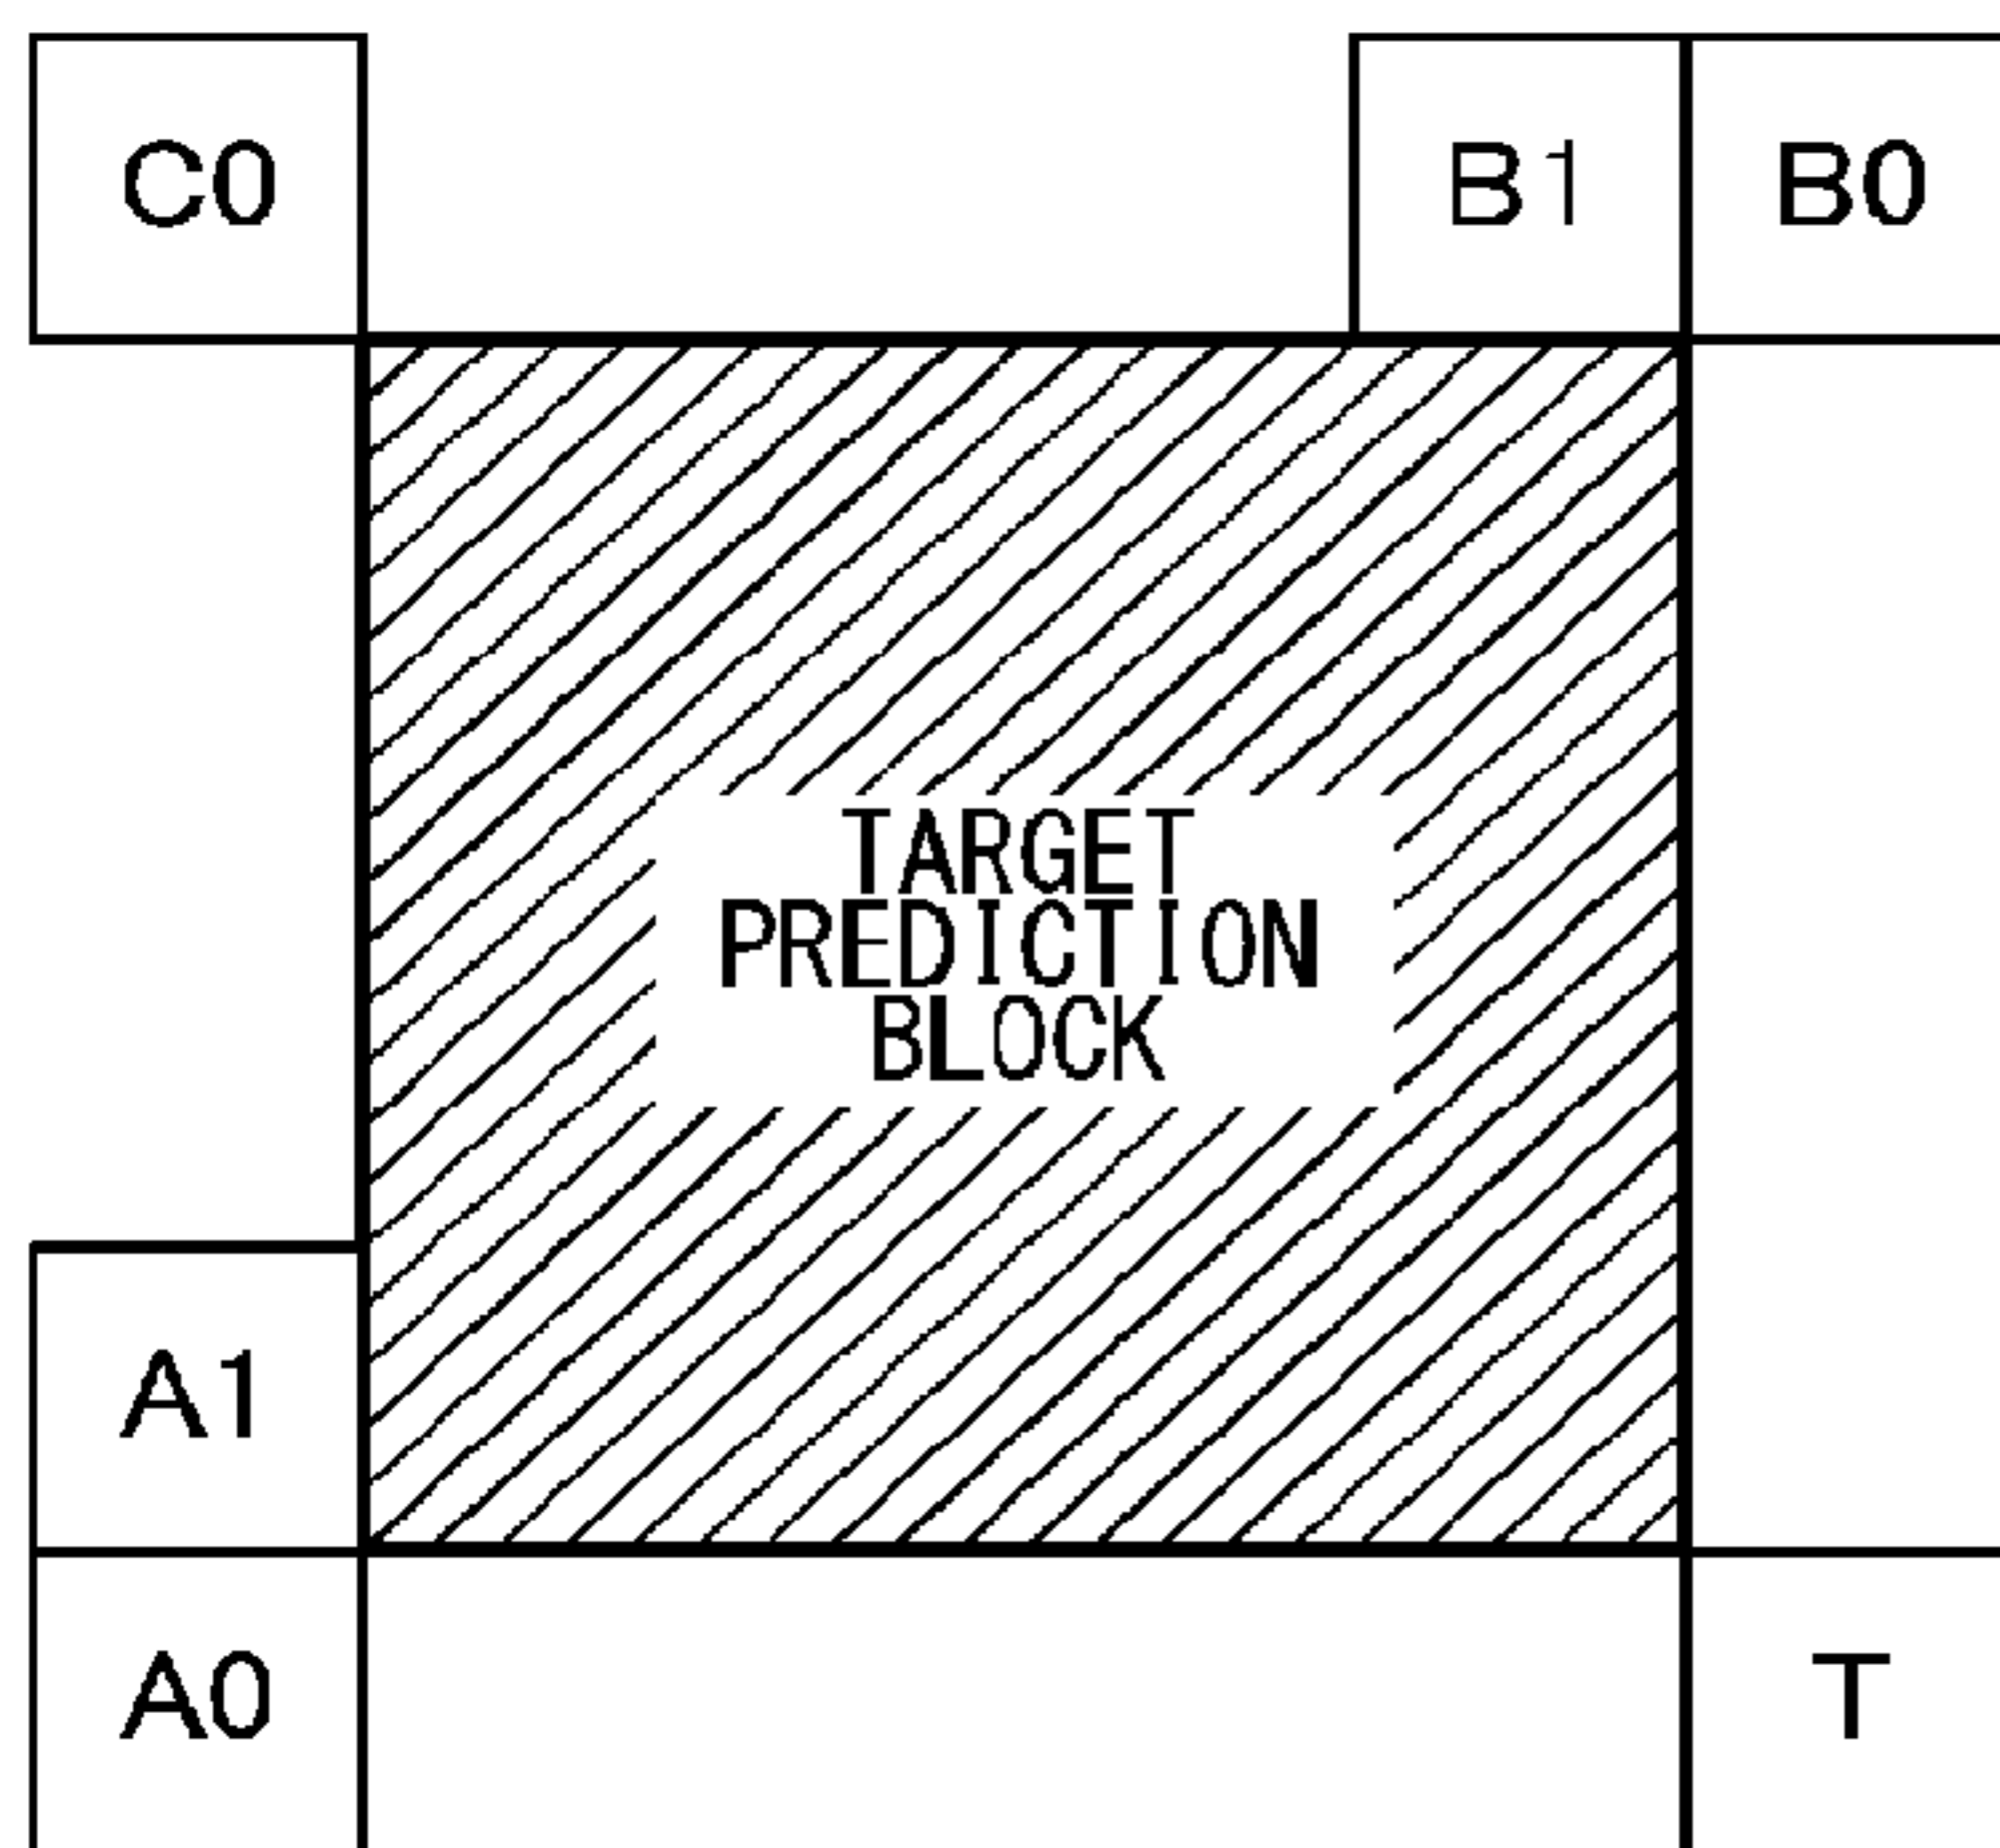 C0
B1
B0
TARGET
PREDICTION
BLOCK
A1
A0
T